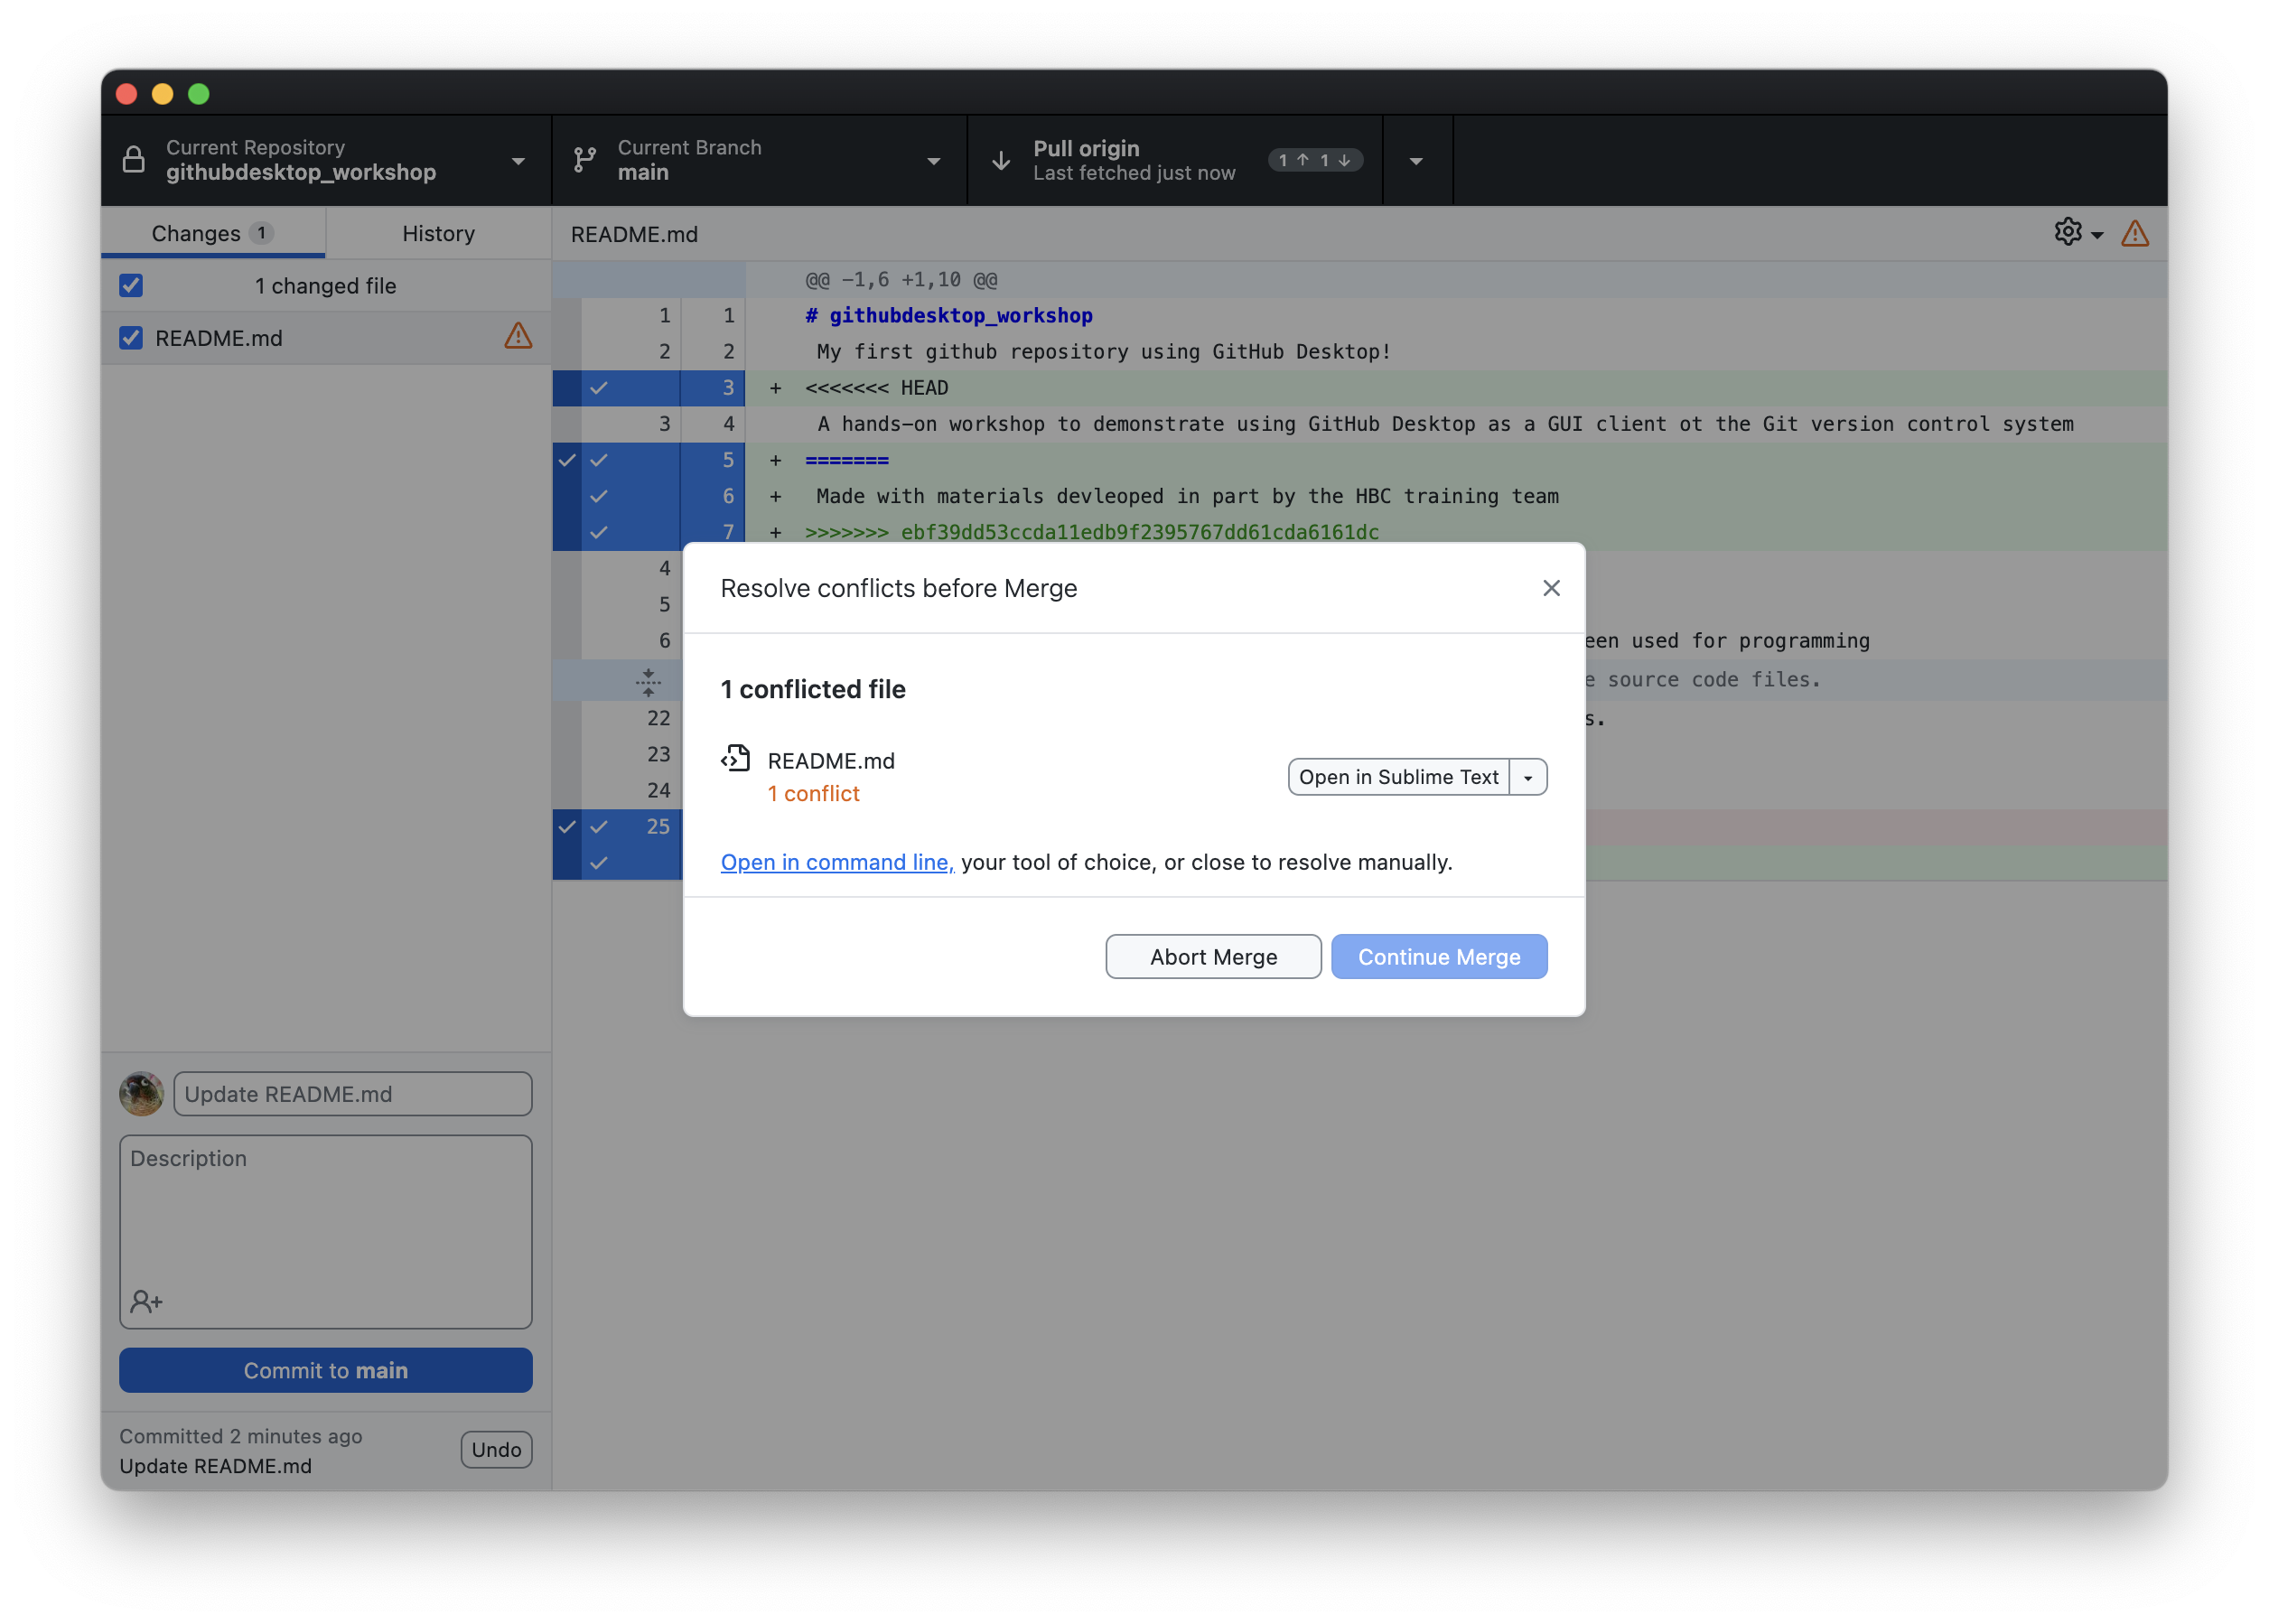 Current Repository
githubdesktop_workshop
Current Branch
main
Pull origin
Last fetched just now
1 ↑ 1 ↓
Changes 1
History
README.md
1 changed file
README.md
@@ -1,6 +1,10 @@
1 1 # githubdesktop_workshop
2 2 My first github repository using GitHub Desktop!
3 + <<<<<<< HEAD
3 4 A hands-on workshop to demonstrate using GitHub Desktop as a GUI client ot the Git version control system
5 + =======
6 + Made with materials devleoped in part by the HBC training team
7 + >>>>>>> ebf39dd53ccda11edb9f2395767dd61cda6161dc
4
5
6 een used for programming
e source code files.
22 s.
23
24
25
Resolve conflicts before Merge
1 conflicted file
README.md
1 conflict
Open in Sublime Text
Open in command line, your tool of choice, or close to resolve manually.
Abort Merge
Continue Merge
Update README.md
Description
Commit to main
Committed 2 minutes ago
Update README.md
Undo